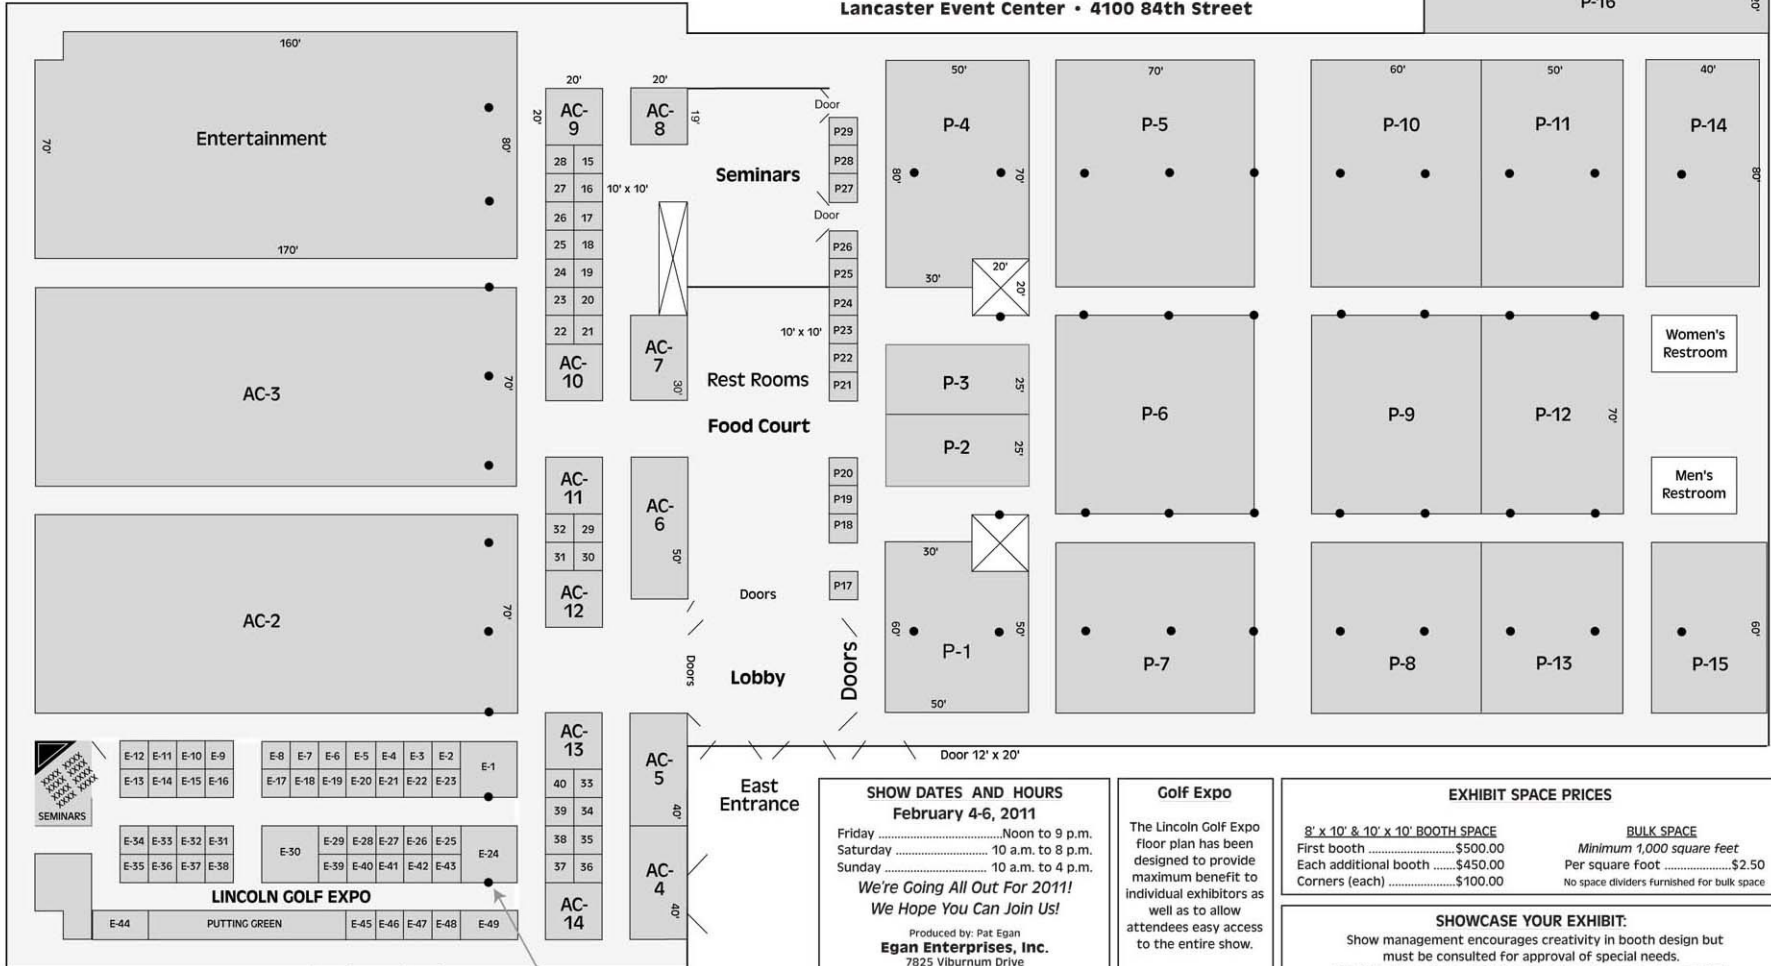 Lancaster Event Center • 4100 84th Street
P-16
20'
160'
70'
Entertainment
80'
170'
20'
20'
AC-
9
20'
AC-
8
19'
28 15
27 16
10' x 10'
26 17
25 18
24 19
23 20
22 21
AC-
10
Door
P29
P28
P27
Seminars
Door
P26
P25
P24
10' x 10'
P23
P22
P21
AC-
7
30'
Rest Rooms
Food Court
50'
P-4
80'
70'
30'
20'
20'
70'
P-5
60'
P-10
50'
P-11
40'
P-14
80'
AC-3
70'
P-3
25'
P-2
25'
P-6
P-9
P-12
70'
Women's
Restroom
Men's
Restroom
AC-
11
32 29
31 30
AC-
12
AC-
6
50'
P20
P19
P18
P17
Doors
Doors
Lobby
Doors
AC-2
70'
30'
60'
50'
P-1
50'
P-7
P-8
P-13
P-15
60'
AC-
13
40 33
39 34
38 35
37 36
AC-
14
AC-
5
40'
AC-
4
40'
XXXX
XXXX
XXXX
XXXX
XXXX
XXXX
XXXX
XXXX
SEMINARS
E-12 E-11 E-10 E-9
E-13 E-14 E-15 E-16
E-8 E-7 E-6 E-5 E-4 E-3 E-2
E-1
E-17 E-18 E-19 E-20 E-21 E-22 E-23
E-34 E-33 E-32 E-31
E-35 E-36 E-37 E-38
E-30
E-29 E-28 E-27 E-26 E-25
E-24
E-39 E-40 E-41 E-42 E-43
LINCOLN GOLF EXPO
E-44 PUTTING GREEN E-45 E-46 E-47 E-48 E-49
Door 12' x 20'
East
Entrance
SHOW DATES AND HOURS
February 4-6, 2011
Friday ..............................Noon to 9 p.m.
Saturday ...................... 10 a.m. to 8 p.m.
Sunday ....................... 10 a.m. to 4 p.m.
We're Going All Out For 2011!
We Hope You Can Join Us!
Produced by: Pat Egan
Egan Enterprises, Inc.
7825 Viburnum Drive
Golf Expo
The Lincoln Golf Expo
floor plan has been
designed to provide
maximum benefit to
individual exhibitors as
well as to allow
attendees easy access
to the entire show.
EXHIBIT SPACE PRICES
8' x 10' & 10' x 10' BOOTH SPACE
First booth .....................$500.00
Each additional booth .....$450.00
Corners (each) ................$100.00
BULK SPACE
Minimum 1,000 square feet
Per square foot ...............$2.50
No space dividers furnished for bulk space
SHOWCASE YOUR EXHIBIT:
Show management encourages creativity in booth design but
must be consulted for approval of special needs.